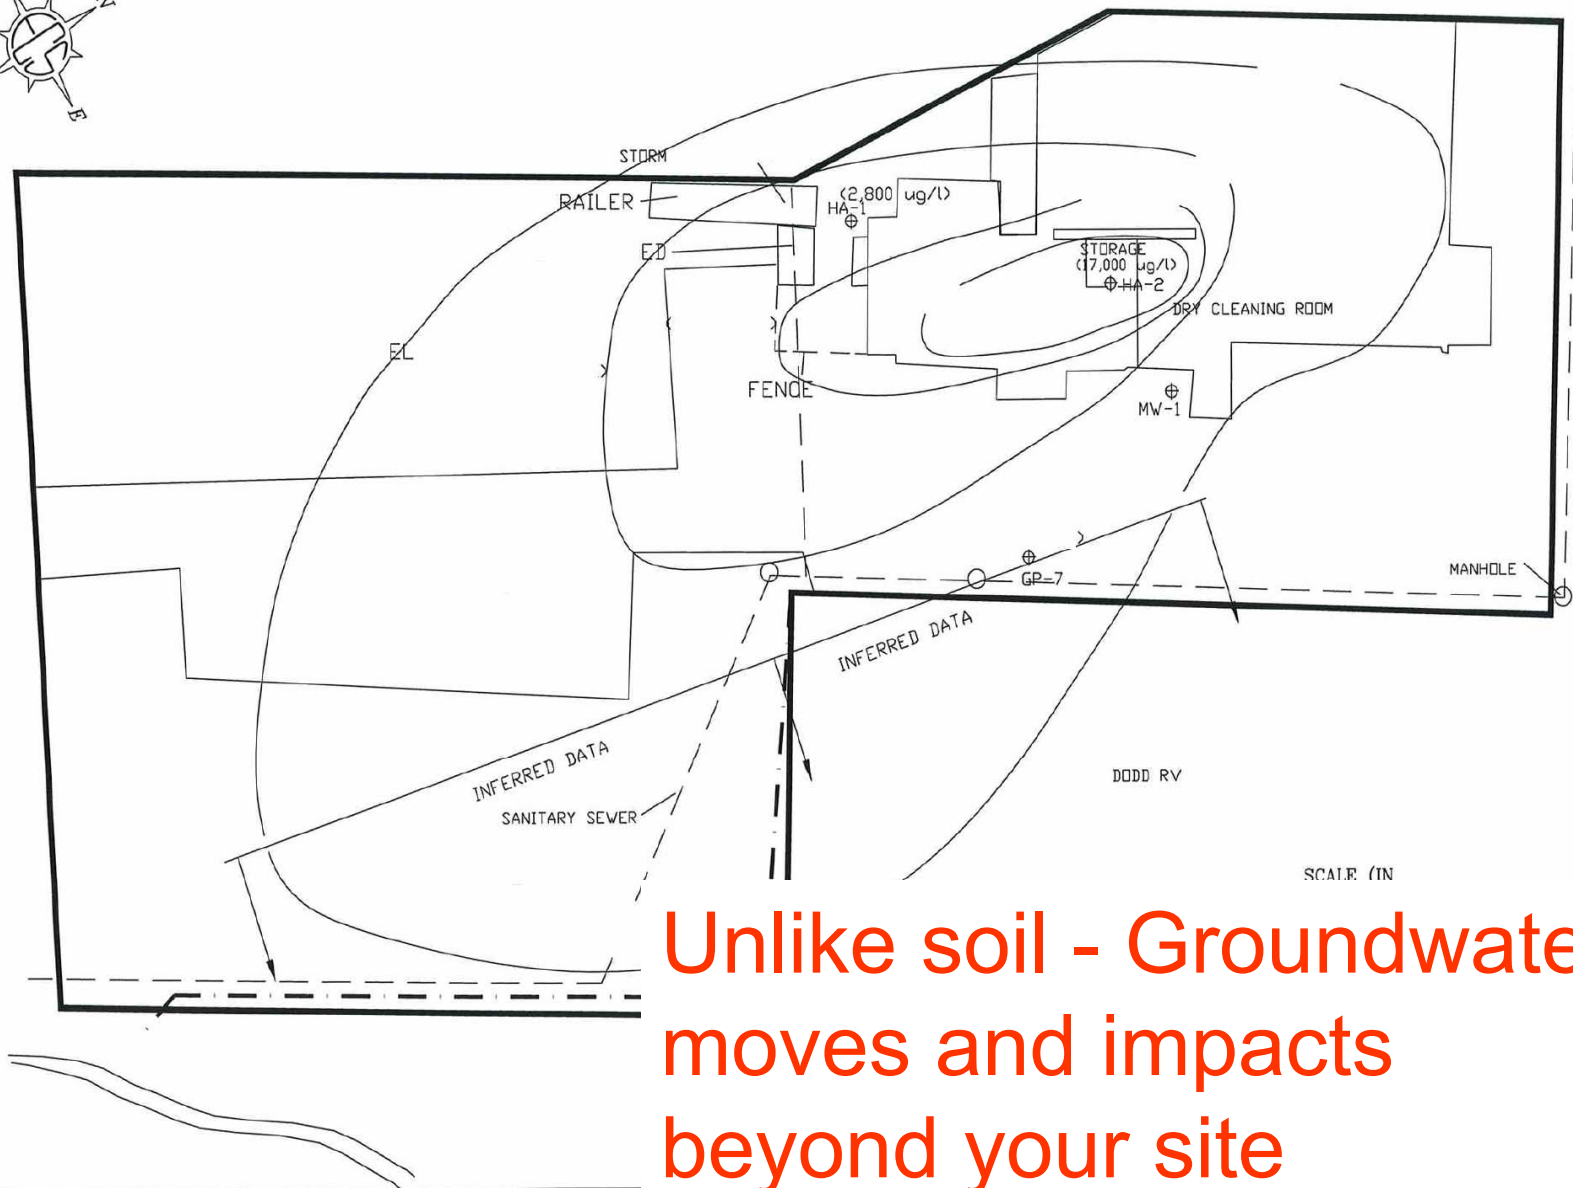 E
STORM
RAILER
(2,800 ug/l)
HA-1
ED
STORAGE
(17,000 ug/l)
HA-2
DRY CLEANING ROOM
EL
FENCE
MW-1
GP-7
MANHOLE
INFERRED DATA
INFERRED DATA
SANITARY SEWER
DODD RV
SCALE (IN
Unlike soil - Groundwate
moves and impacts
beyond your site